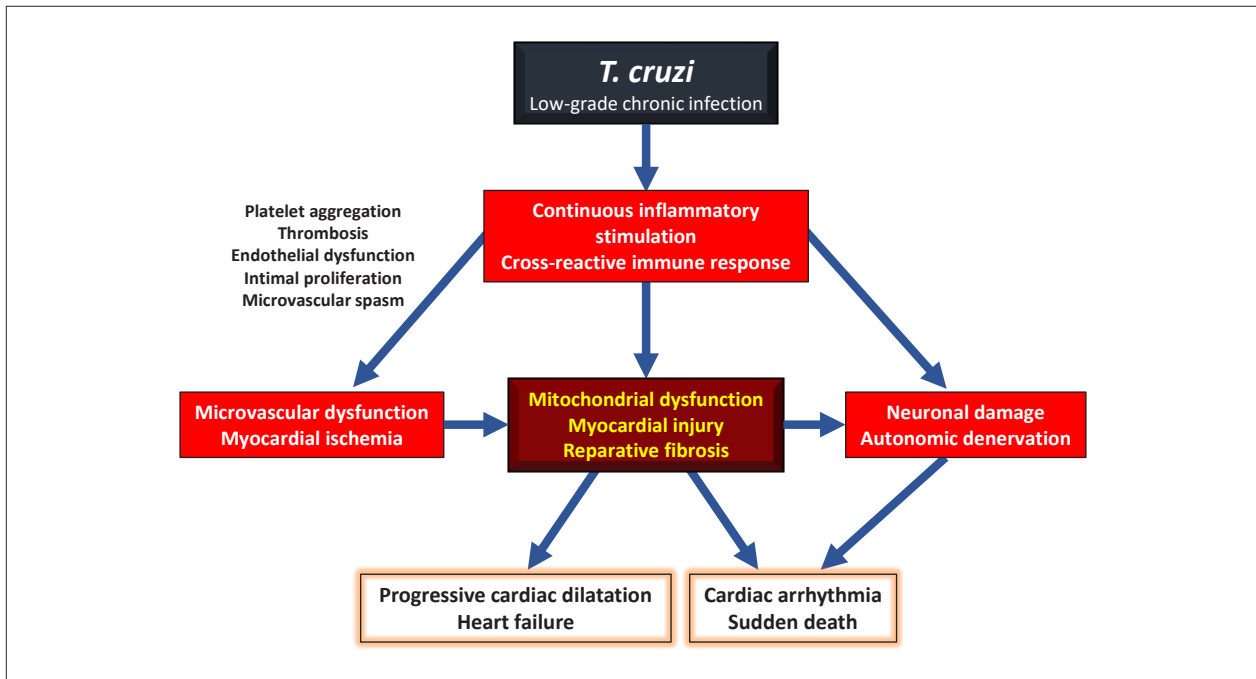 T. cruzi
Low-grade chronic infection
Platelet aggregation
Thrombosis
Endothelial dysfunction
Intimal proliferation
Microvascular spasm
Continuous inflammatory
stimulation
Cross-reactive immune response
Microvascular dysfunction
Myocardial ischemia
Mitochondrial dysfunction
Myocardial injury
Reparative fibrosis
Neuronal damage
Autonomic denervation
Progressive cardiac dilatation
Heart failure
Cardiac arrhythmia
Sudden death